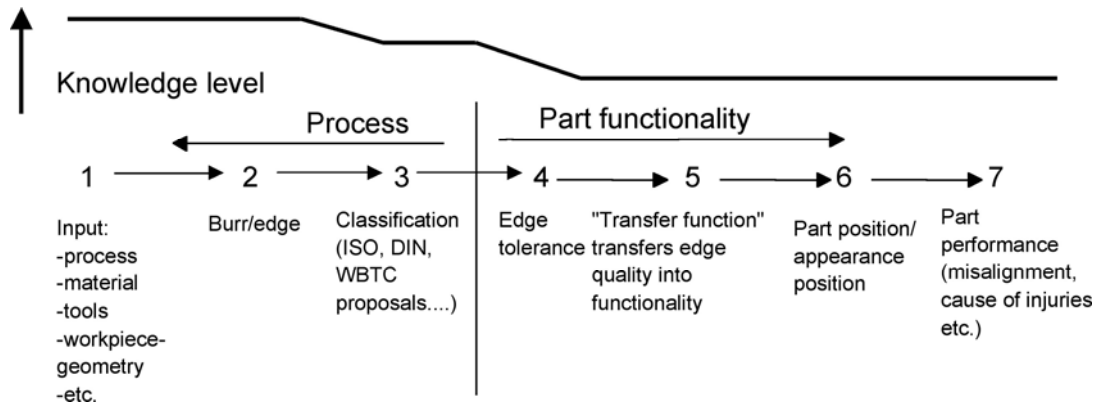 Knowledge level
Process
Part functionality
1
2
3
4
5
6
7
Input:
-process
-material
-tools
-workpiece-
geometry
-etc.
Burr/edge
Classification
(ISO, DIN,
WBTC
proposals....)
Edge
tolerance
"Transfer function"
transfers edge
quality into
functionality
Part position/
appearance
position
Part
performance
(misalignment,
cause of injuries
etc.)